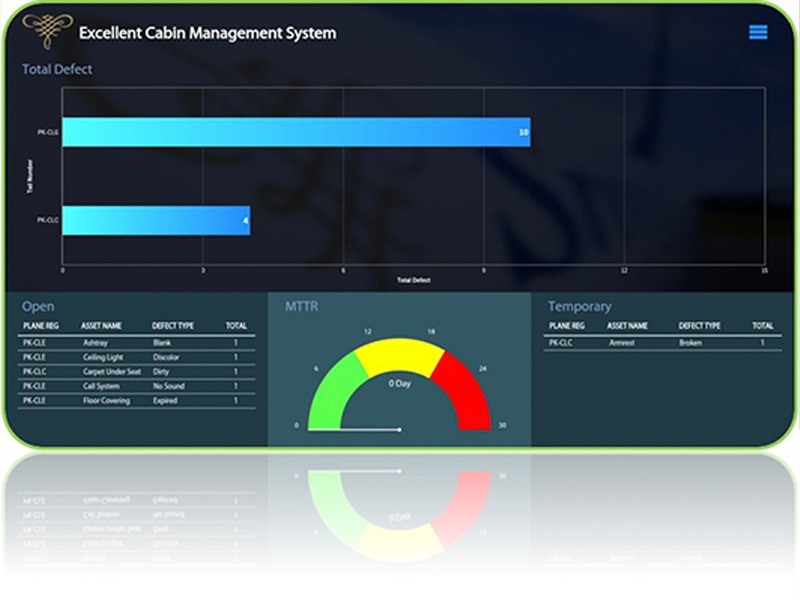 Excellent Cabin Management System
Total Defect
PK-CLE
10
Tail Number
PK-CLC
4
0 3 6 9 12 15
Total Defect
Open
PLANE REG ASSET NAME DEFECT TYPE TOTAL
PK-CLE Ashtray Blank 1
PK-CLE Ceiling Light Discolor 1
PK-CLC Carpet Under Seat Dirty 1
PK-CLE Call System No Sound 1
PK-CLE Floor Covering Expired 1
MTTR
12 18
6 24
0 Day
0 30
Temporary
PLANE REG ASSET NAME DEFECT TYPE TOTAL
PK-CLC Armrest Broken 1